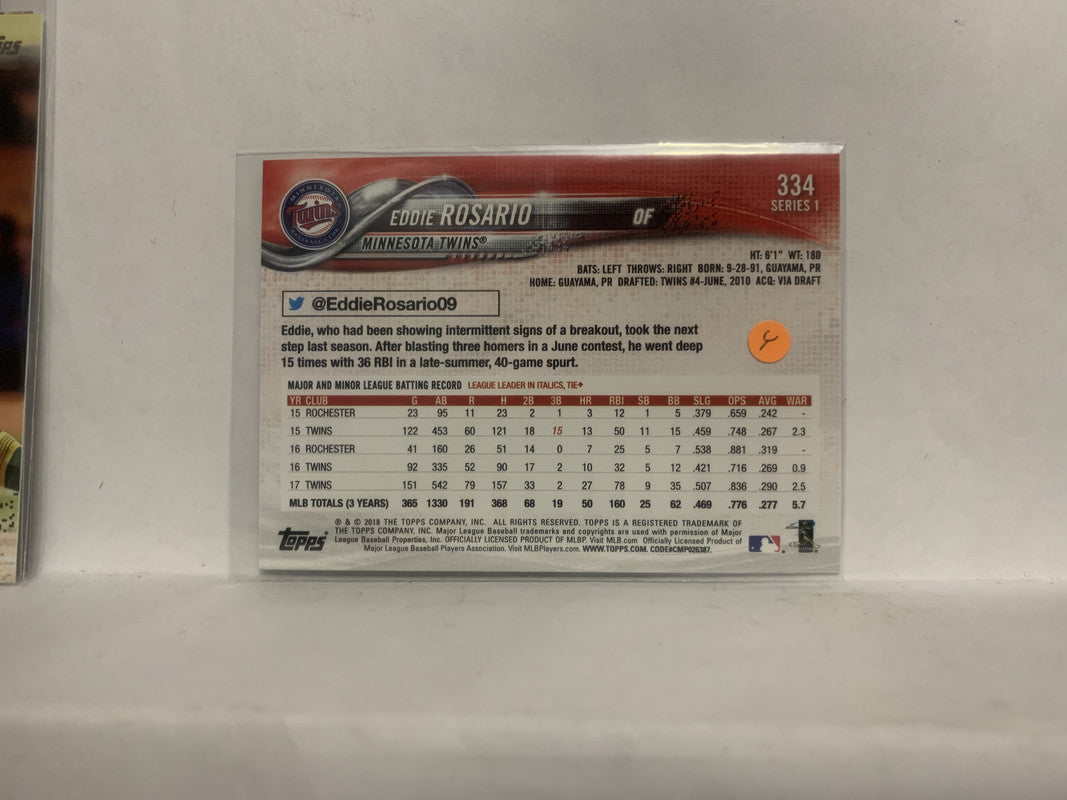 pps
334
SERIES 1
MINNESOTA
Twins
BASEBALL CLUB
EDDIE ROSARIO OF
MINNESOTA TWINS®
HT: 6'1" WT: 180
BATS: LEFT THROWS: RIGHT BORN: 9-28-91, GUAYAMA, PR
HOME: GUAYAMA, PR DRAFTED: TWINS #4-JUNE, 2010 ACQ: VIA DRAFT
@EddieRosario09
Eddie, who had been showing intermittent signs of a breakout, took the next
step last season. After blasting three homers in a June contest, he went deep
15 times with 36 RBI in a late-summer, 40-game spurt.
MAJOR AND MINOR LEAGUE BATTING RECORD LEAGUE LEADER IN ITALICS, TIE♦
YR CLUB G AB R H 2B 3B HR RBI SB BB SLG OPS AVG WAR
15 ROCHESTER 23 95 11 23 2 1 3 12 1 5 .379 .659 .242 -
15 TWINS 122 453 60 121 18 15 13 50 11 15 .459 .748 .267 2.3
16 ROCHESTER 41 160 26 51 14 0 7 25 5 7 .538 .881 .319 -
16 TWINS 92 335 52 90 17 2 10 32 5 12 .421 .716 .269 0.9
17 TWINS 151 542 79 157 33 2 27 78 9 35 .507 .836 .290 2.5
MLB TOTALS (3 YEARS) 365 1330 191 368 68 19 50 160 25 62 .469 .776 .277 5.7
® & © 2018 THE TOPPS COMPANY, INC. ALL RIGHTS RESERVED. TOPPS IS A REGISTERED TRADEMARK OF
THE TOPPS COMPANY, INC. Major League Baseball trademarks and copyrights are used with permission of Major
League Baseball Properties, Inc. OFFICIALLY LICENSED PRODUCT OF MLBP. Visit MLB.com Officially Licensed Product of
Major League Baseball Players Association. Visit MLBPlayers.com. WWW.TOPPS.COM. CODE#CMP026387.
Topps